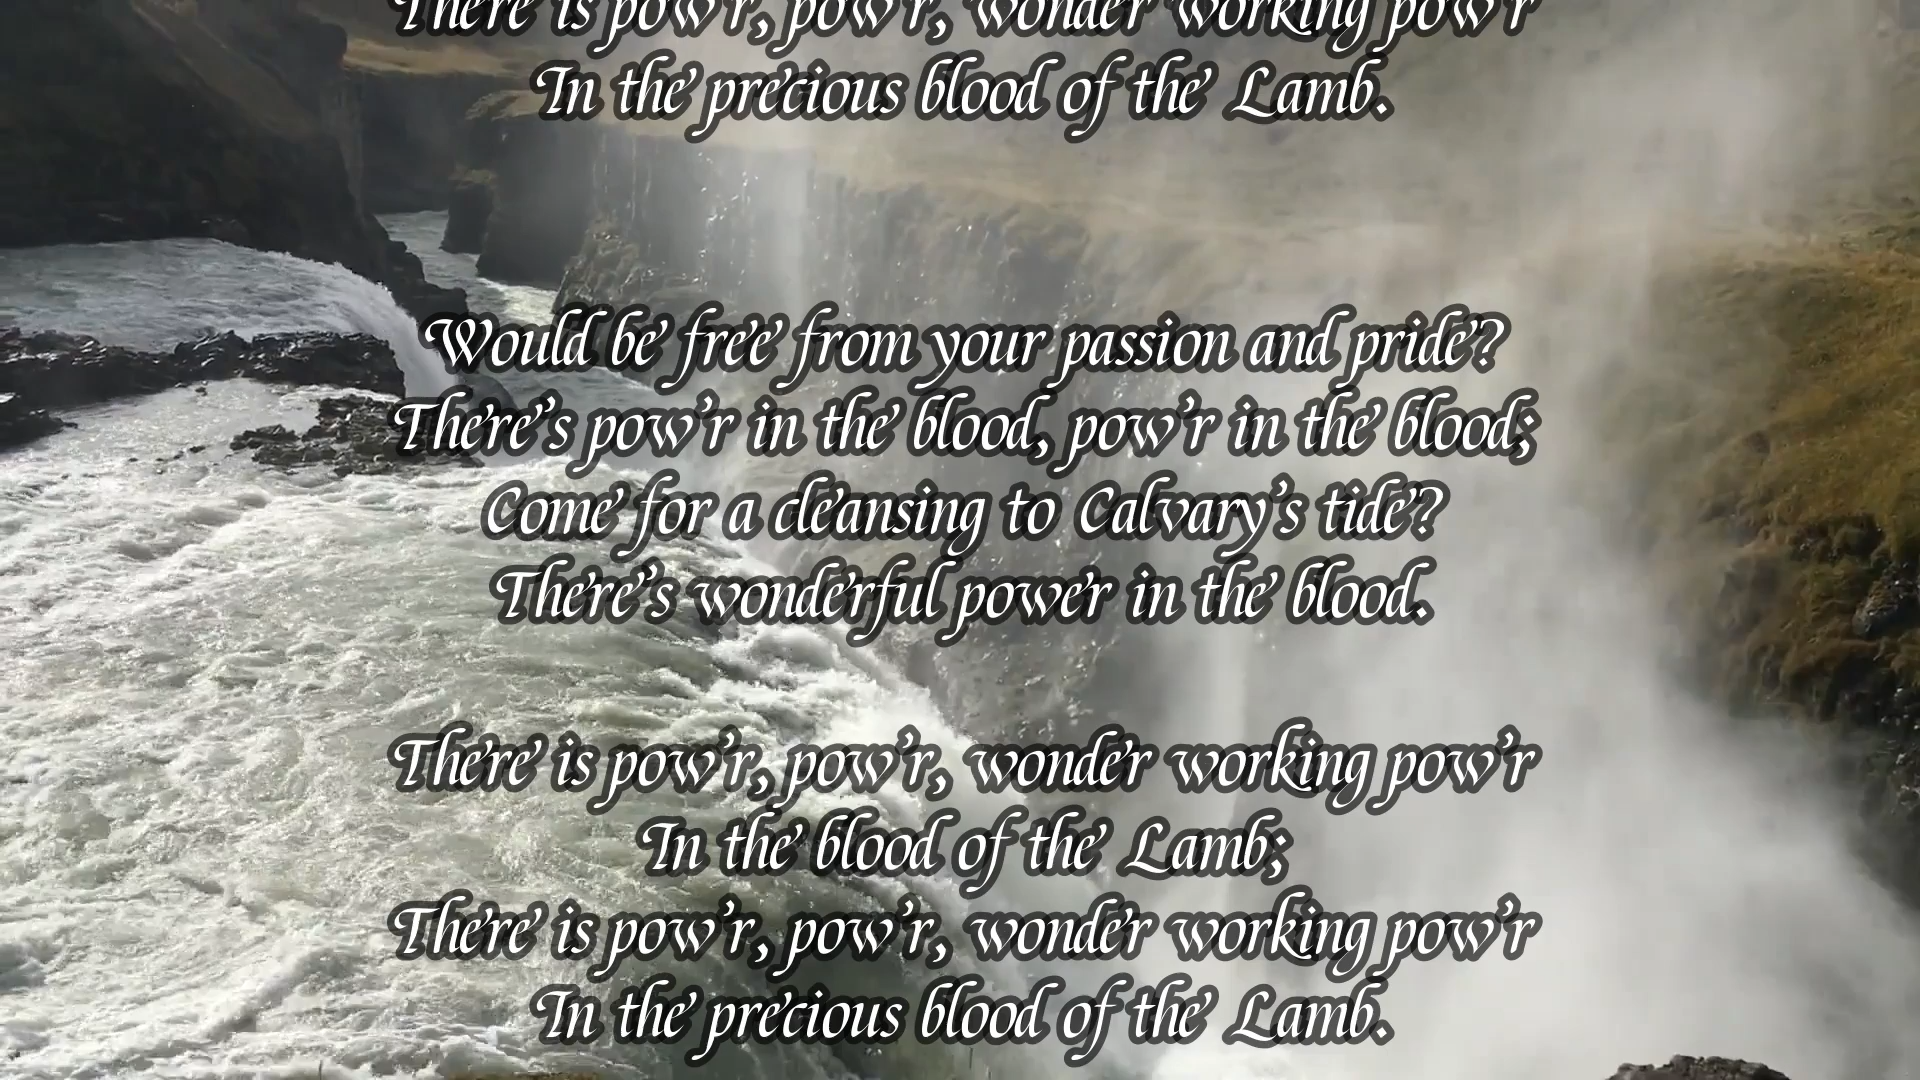 There is pow'r, pow'r, wonder working pow'r
In the precious blood of the Lamb.
Would be free from your passion and pride?
There's pow'r in the blood, pow'r in the blood;
Come for a cleansing to Calvary's tide?
There's wonderful power in the blood.
There is pow'r, pow'r, wonder working pow'r
In the blood of the Lamb;
There is pow'r, pow'r, wonder working pow'r
In the precious blood of the Lamb.